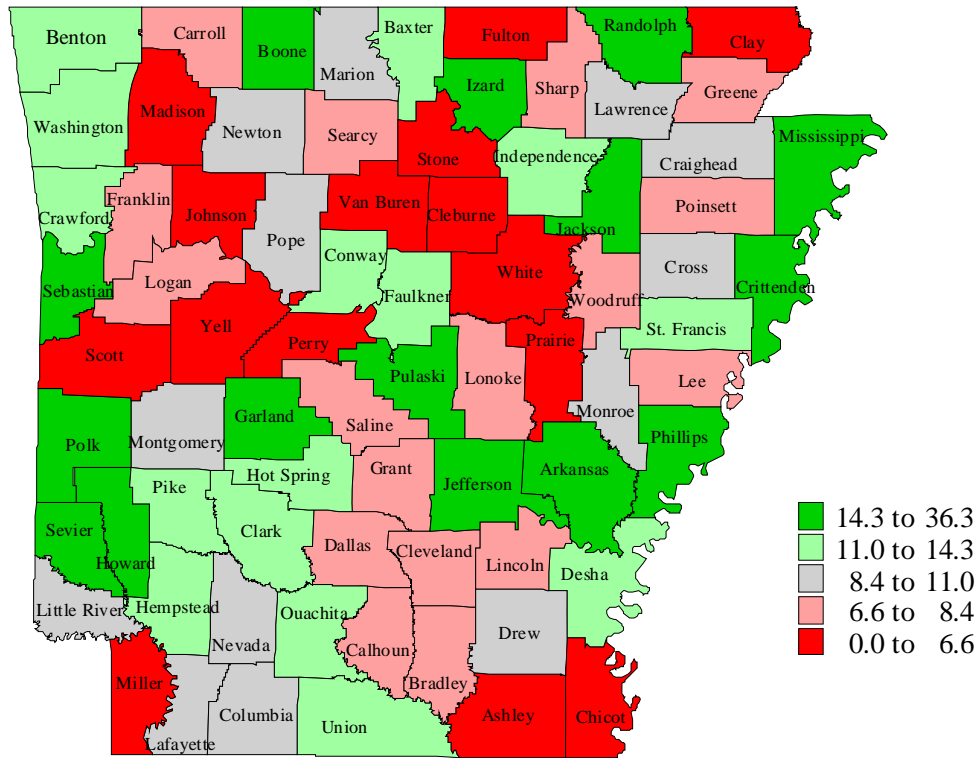 Benton
Carroll
Boone
Marion
Baxter
Fulton
Randolph
Clay
Izard
Sharp
Lawrence
Greene
Madison
Washington
Newton
Searcy
Stone
Independence
Craighead
Mississippi
Crawford
Franklin
Johnson
Pope
Van Buren
Cleburne
Jackson
Poinsett
Sebastian
Logan
Conway
Faulkner
White
Woodruff
Cross
Crittenden
Scott
Yell
Perry
Pulaski
Lonoke
Prairie
St. Francis
Lee
Polk
Montgomery
Garland
Saline
Monroe
Phillips
Pike
Hot Spring
Grant
Jefferson
Arkansas
Sevier
Howard
Clark
Dallas
Cleveland
Lincoln
Desha
Little River
Hempstead
Nevada
Ouachita
Calhoun
Bradley
Drew
Miller
Lafayette
Columbia
Union
Ashley
Chicot
14.3 to 36.3
11.0 to 14.3
8.4 to 11.0
6.6 to 8.4
0.0 to 6.6